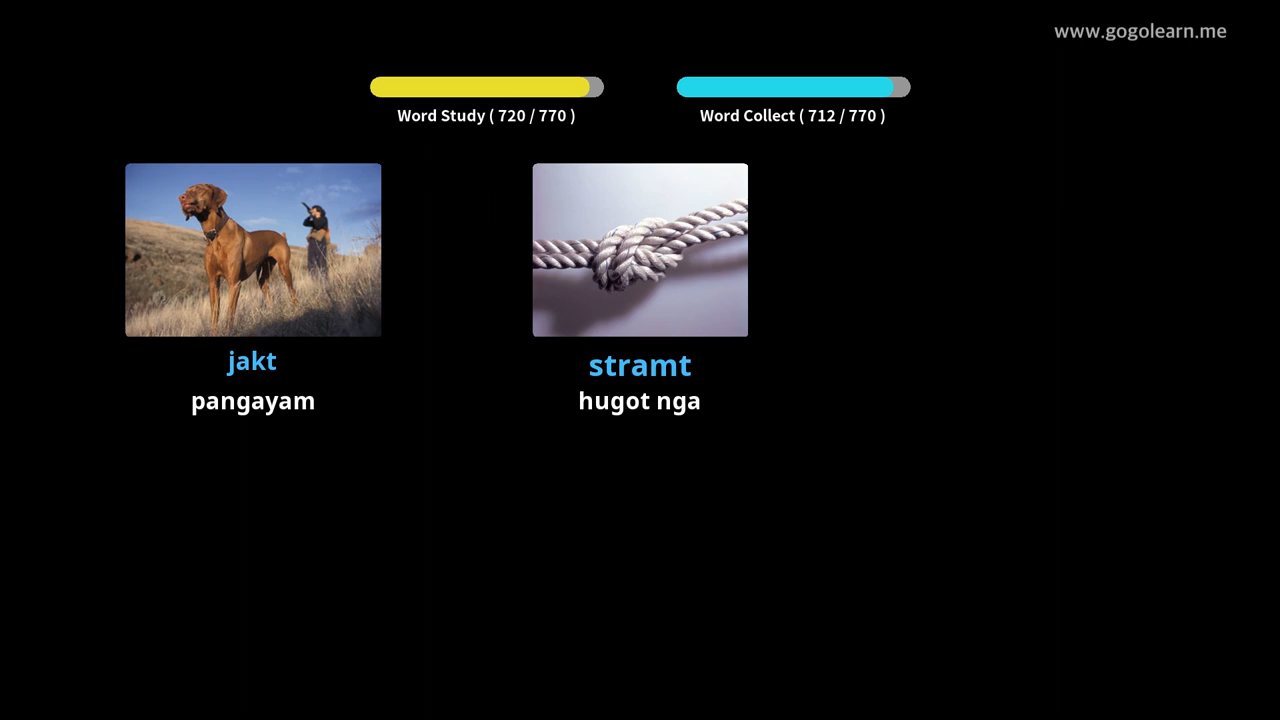 www.gogolearn.me
Word Study ( 720 / 770 )
Word Collect ( 712 / 770 )
jakt
pangayam
stramt
hugot nga